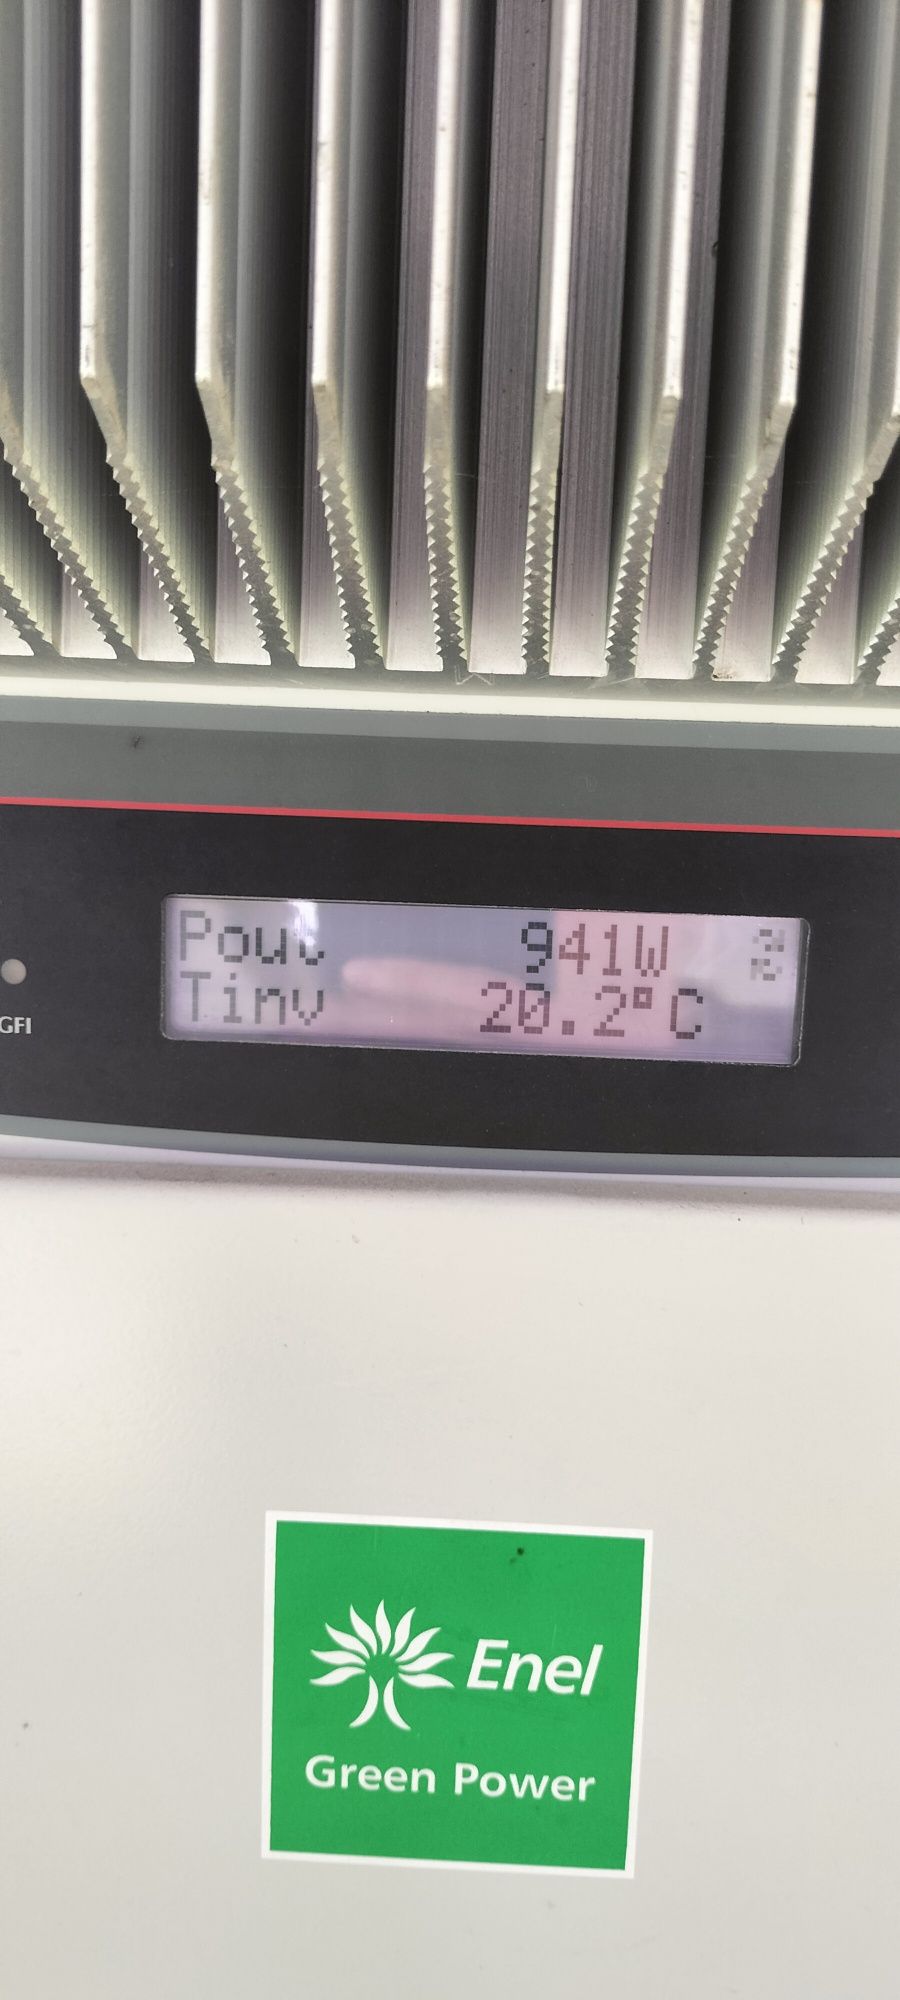 Pout 941W
Tinv 20.2°C
GFI
Enel
Green Power